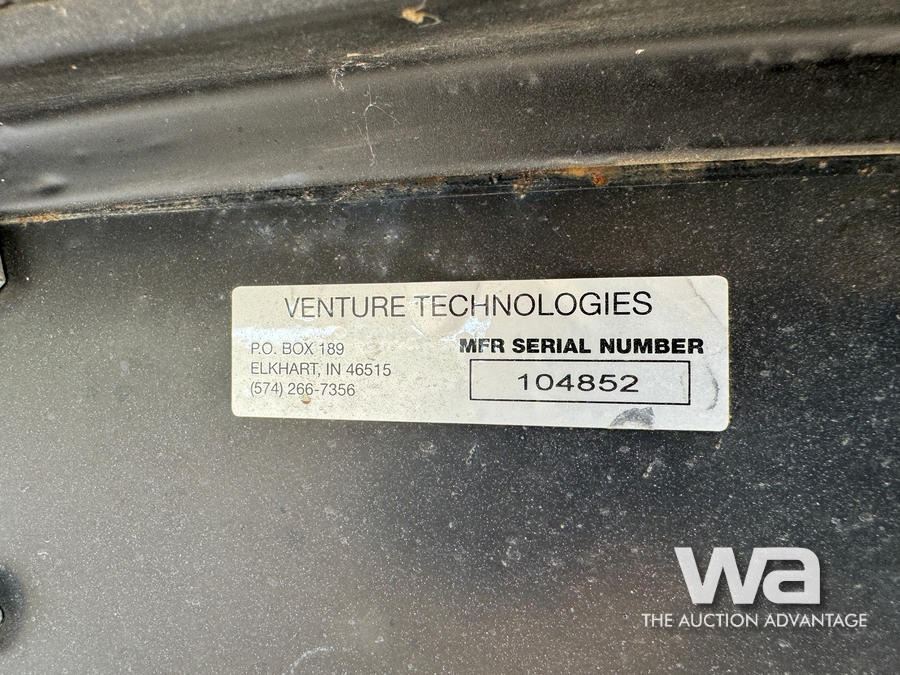 VENTURE TECHNOLOGIES
P.O. BOX 189
ELKHART, IN 46515
(574) 266-7356
MFR SERIAL NUMBER
104852
wa
THE AUCTION ADVANTAGE